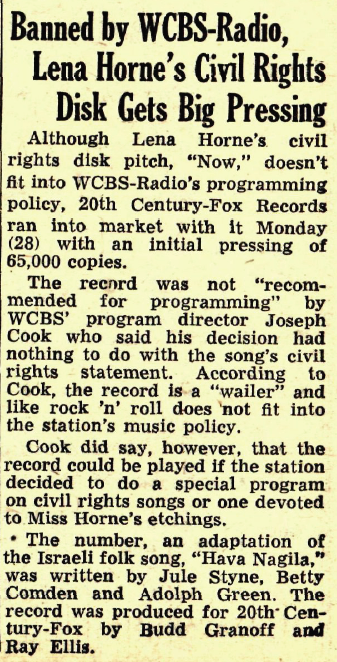 Banned by WCBS-Radio,
Lena Horne's Civil Rights
Disk Gets Big Pressing
Although Lena Horne's civil
rights disk pitch, "Now," doesn't
fit into WCBS-Radio's programming
policy, 20th Century-Fox Records
ran into market with it Monday
(28) with an initial pressing of
65,000 copies.
The record was not "recom-
mended for programming" by
WCBS' program director Joseph
Cook who said his decision had
nothing to do with the song's civil
rights statement. According to
Cook, the record is a "wailer" and
like rock 'n' roll does not fit into
the station's music policy.
Cook did say, however, that the
record could be played if the station
decided to do a special program
on civil rights songs or one devoted
to Miss Horne's etchings.
The number, an adaptation of
the Israeli folk song, "Hava Nagila,"
was written by Jule Styne, Betty
Comden and Adolph Green. The
record was produced for 20th Cen-
tury-Fox by Budd Granoff and
Ray Ellis.